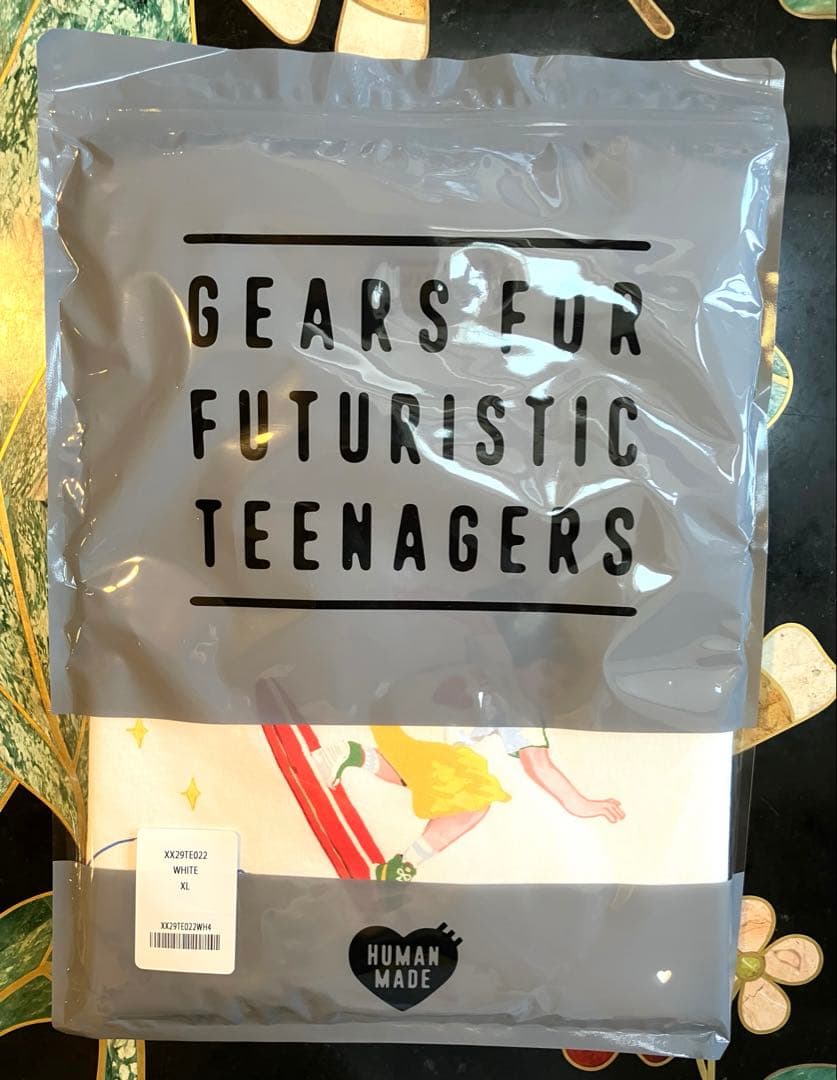 GEARS FOR
FUTURISTIC
TEENAGERS
XX29TE022
WHITE
XL
XX29TE022WH4
HUMAN
MADE